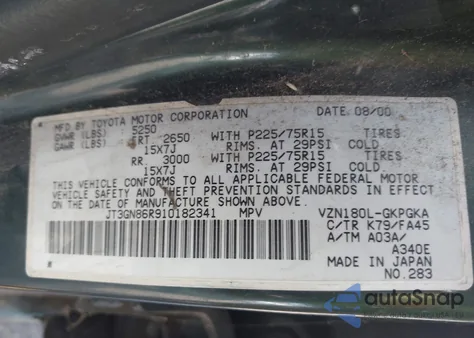 MFD BY TOYOTA MOTOR CORPORATION DATE 08/00
GVWR (LBS) 5250
GAWR (LBS) FRT 2650 WITH P225/75R15 TIRES
15X7J RIMS. AT 29PSI COLD
RR. 3000 WITH P225/75R15 TIRES
15X7J RIMS. AT 29PSI COLD
THIS VEHICLE CONFORMS TO ALL APPLICABLE FEDERAL MOTOR
VEHICLE SAFETY AND THEFT PREVENTION STANDARDS IN EFFECT
ON THE DATE OF MANUFACTURE SHOWN ABOVE.
JT3GN86R910182341 MPV VZN180L-GKPGKA
C/TR K79/FA45
A/TM A03A/
A340E
MADE IN JAPAN
NO.283
autoSnap